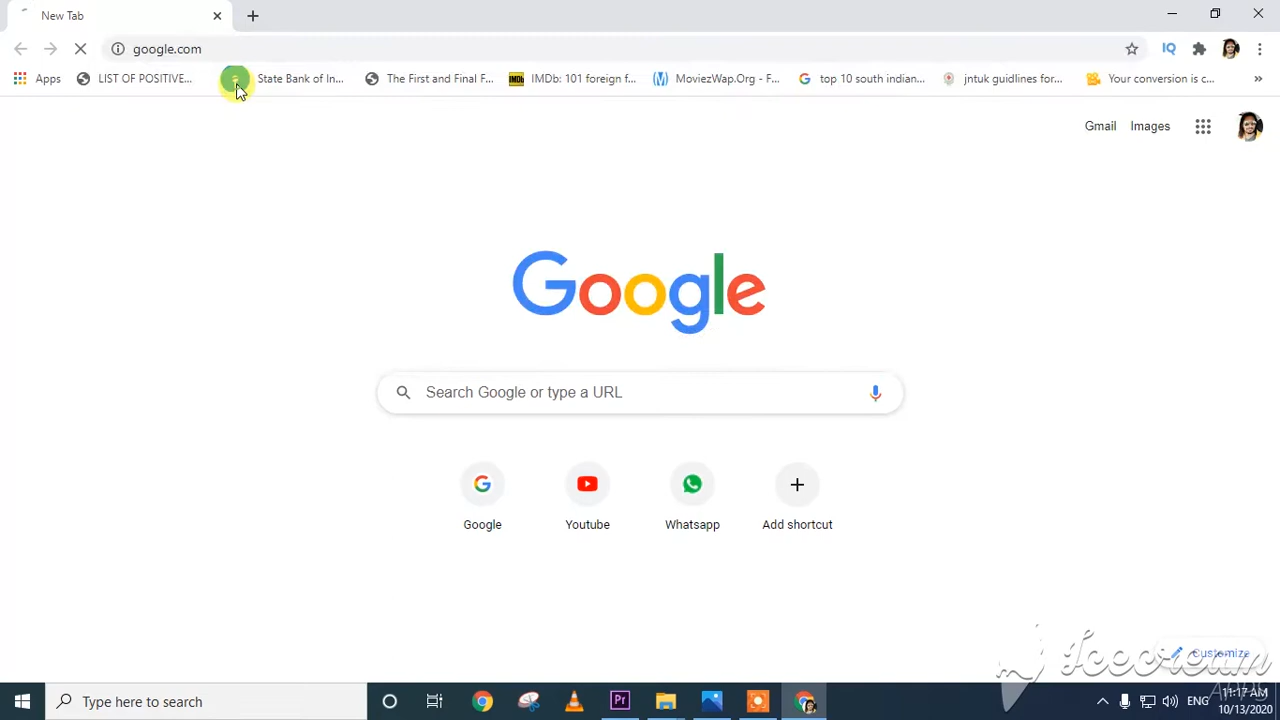 New Tab
google.com
Apps
LIST OF POSITIVE...
State Bank of In...
The First and Final F...
IMDb: 101 foreign f...
MoviezWap.Org - F...
top 10 south indian...
jntuk guidlines for...
Your conversion is c...
Gmail
Images
Google
Search Google or type a URL
Google
Youtube
Whatsapp
Add shortcut
Customize
Icecream
APPS
Type here to search
ENG
11:17 AM
10/13/2020